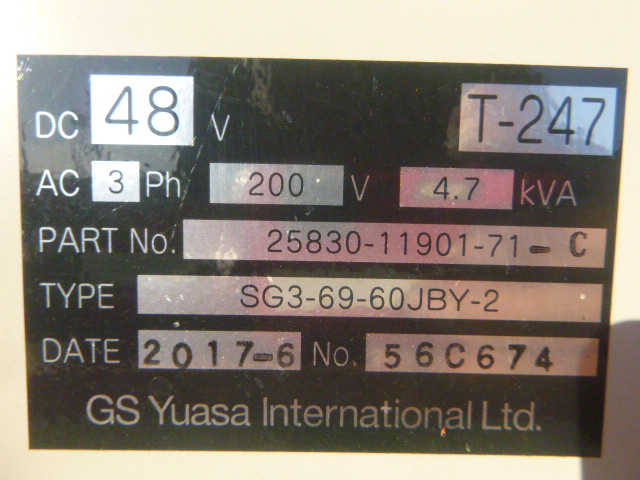 DC 48 V T-247
AC 3 Ph 200 V 4.7 kVA
PART No. 25830-11901-71-C
TYPE SG3-69-60JBY-2
DATE 2017-6 No. 56C674
GS Yuasa International Ltd.